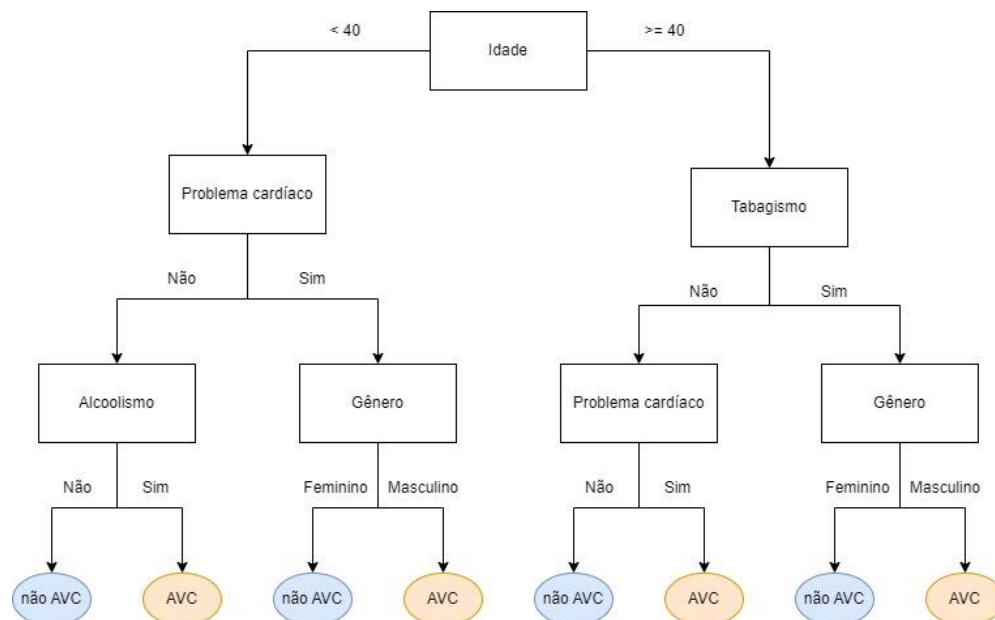 < 40
Idade
>= 40
Problema cardíaco
Tabagismo
Não
Sim
Não
Sim
Alcoolismo
Gênero
Problema cardíaco
Gênero
Não
Sim
Feminino
Masculino
Não
Sim
Feminino
Masculino
não AVC
AVC
não AVC
AVC
não AVC
AVC
não AVC
AVC